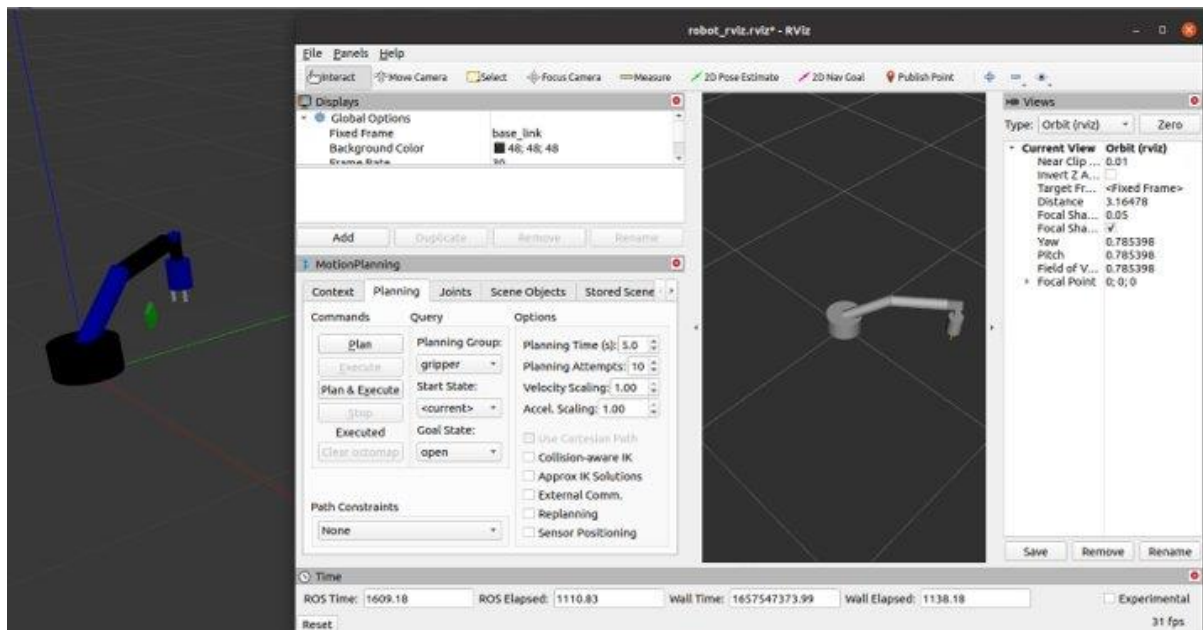 robot_rviz.rviz* - RViz
File Panels Help
Interact Move Camera Select Focus Camera Measure 2D Pose Estimate 2D Nav Goal Publish Point
Displays
Global Options
Fixed Frame base_link
Background Color 48; 48; 48
Frame Rate 30
Add Duplicate Remove Rename
MotionPlanning
Context Planning Joints Scene Objects Stored Scene
Commands Query Options
Plan Planning Group: Planning Time (s): 5.0
Execute gripper Planning Attempts: 10
Plan & Execute Start State: Velocity Scaling: 1.00
Stop <current> Accel. Scaling: 1.00
Executed Goal State: Use Cartesian Path
Clear octomap open Collision-aware IK
Approx IK Solutions
External Comm.
Path Constraints Replanning
None Sensor Positioning
Views
Type: Orbit (rviz) Zero
Current View Orbit (rviz)
Near Clip ... 0.01
Invert Z A...
Target Fr... <Fixed Frame>
Distance 3.16478
Focal Sha... 0.05
Focal Sha...
Yaw 0.785398
Pitch 0.785398
Field of V... 0.785398
Focal Point 0; 0; 0
Save Remove Rename
Time
ROS Time: 1609.18 ROS Elapsed: 1110.83 Wall Time: 1657547373.99 Wall Elapsed: 1138.18 Experimental
Reset 31 fps